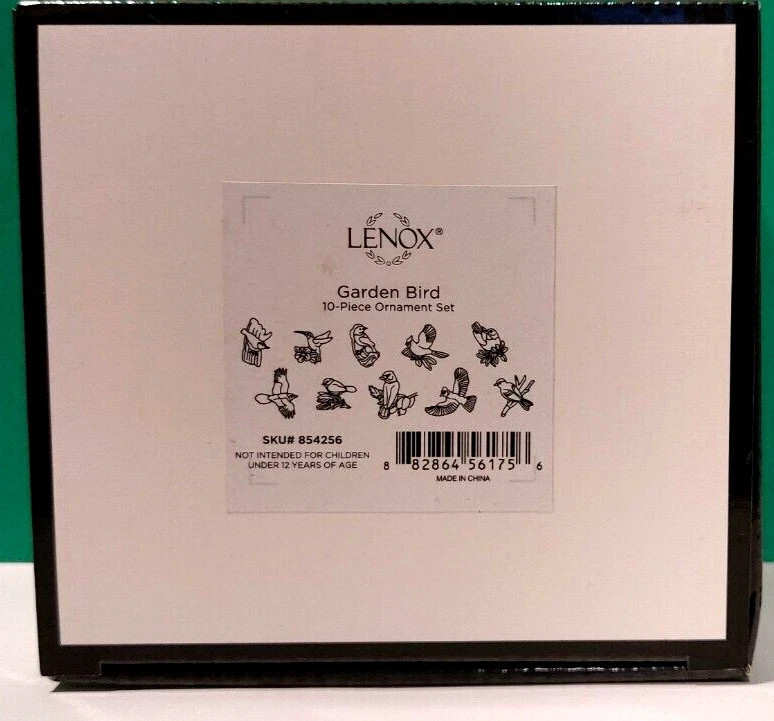 LENOX®
Garden Bird
10-Piece Ornament Set
SKU# 854256
NOT INTENDED FOR CHILDREN
UNDER 12 YEARS OF AGE
8 82864 56175 6
MADE IN CHINA